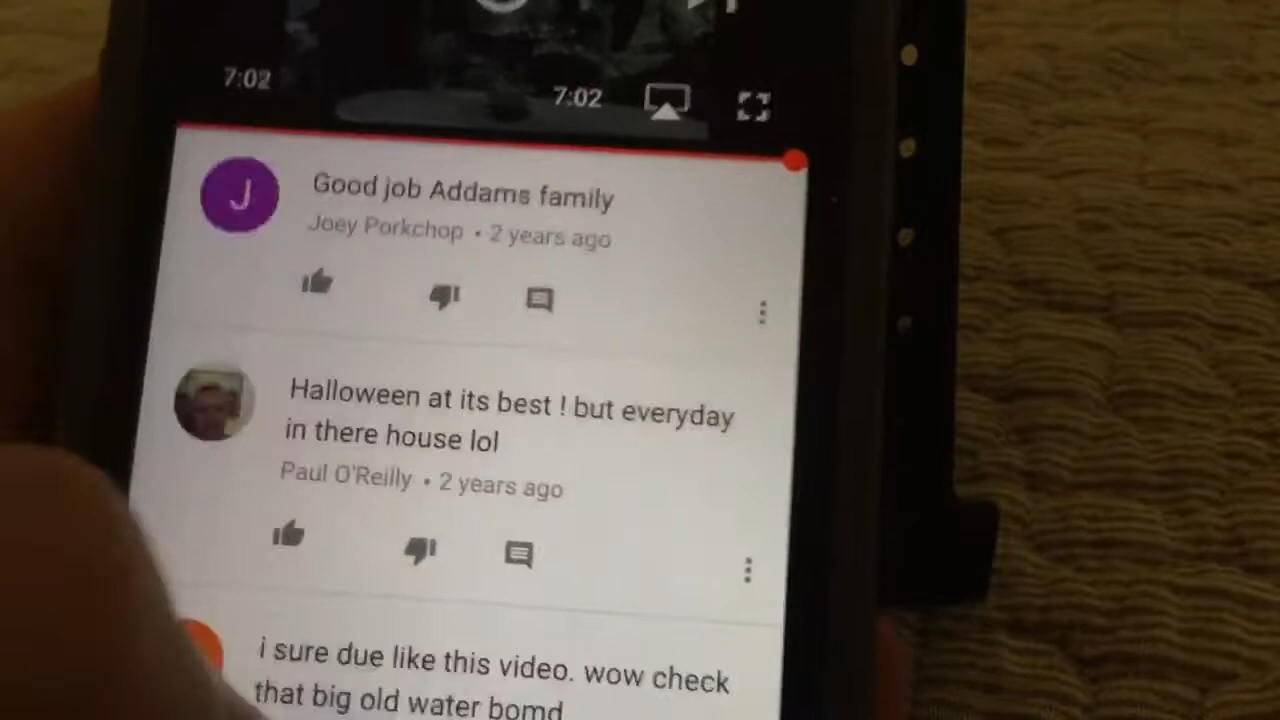 7:02 7:02
J
Good job Addams family
Joey Porkchop • 2 years ago
Halloween at its best ! but everyday
in there house lol
Paul O'Reilly • 2 years ago
i sure due like this video. wow check
that big old water bomd